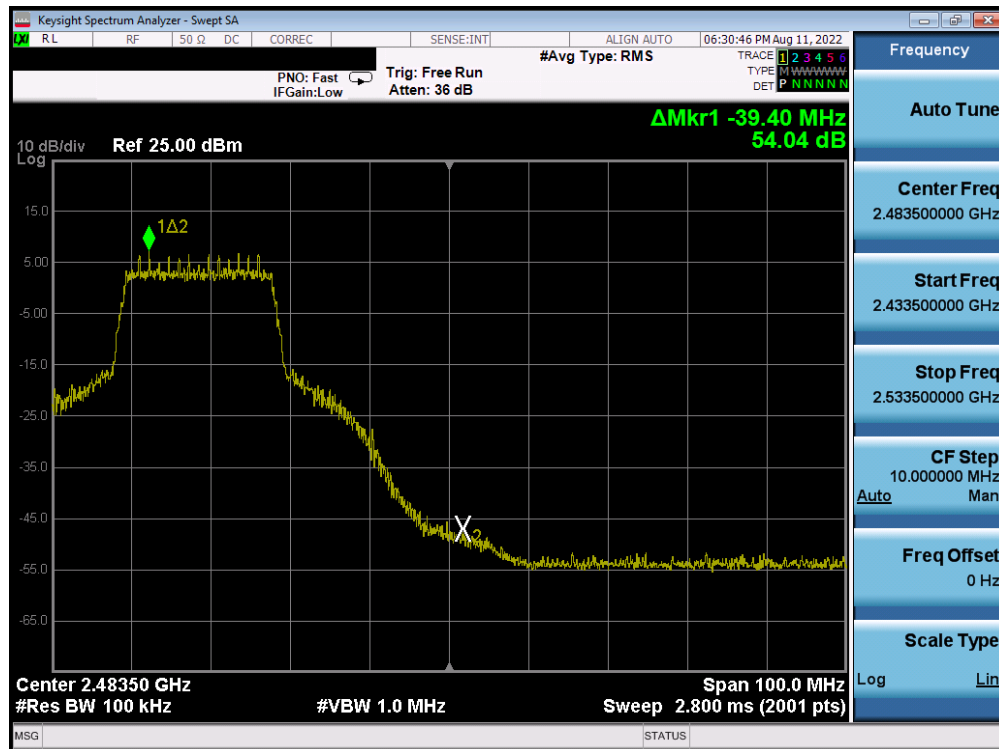 Keysight Spectrum Analyzer - Swept SA
LXI RL RF 50 Ω DC CORREC SENSE:INT ALIGN AUTO 06:30:46 PM Aug 11, 2022
#Avg Type: RMS TRACE 1 2 3 4 5 6
PNO: Fast Trig: Free Run TYPE M WWWWW
IFGain:Low Atten: 36 dB DET P N N N N N
ΔMkr1 -39.40 MHz
54.04 dB
10 dB/div Ref 25.00 dBm
Log
15.0
1Δ2
5.00
-5.00
-15.0
-25.0
-35.0
-45.0
X2
-55.0
-65.0
Center 2.48350 GHz Span 100.0 MHz
#Res BW 100 kHz #VBW 1.0 MHz Sweep 2.800 ms (2001 pts)
MSG STATUS
Frequency
Auto Tune
Center Freq
2.483500000 GHz
Start Freq
2.433500000 GHz
Stop Freq
2.533500000 GHz
CF Step
10.000000 MHz
Auto Man
Freq Offset
0 Hz
Scale Type
Log Lin